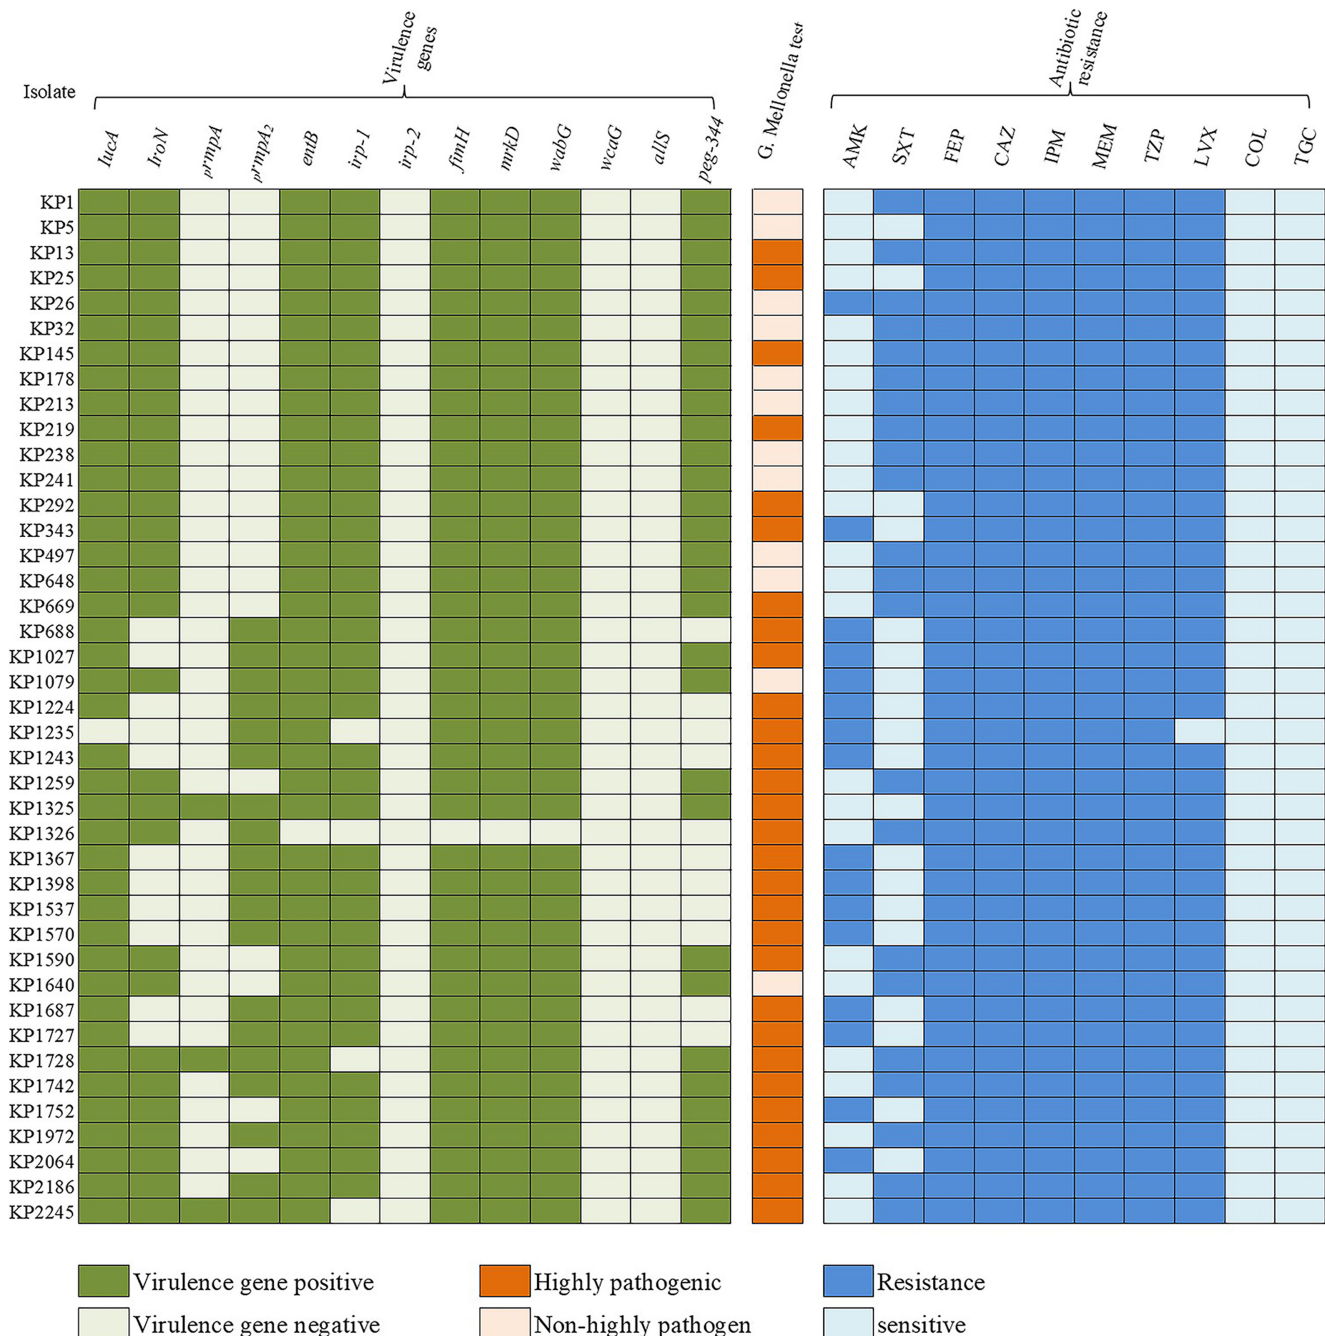 Virulence
genes
G. Mellonella test
Antibiotic
resistance
Isolate
IucA IroN prmpA prmpA2 entB irp-1 irp-2 fimH mrkD wabG wcaG allS peg-344
AMK SXT FEP CAZ IPM MEM TZP LVX COL TGC
KP1
KP5
KP13
KP25
KP26
KP32
KP145
KP178
KP213
KP219
KP238
KP241
KP292
KP343
KP497
KP648
KP669
KP688
KP1027
KP1079
KP1224
KP1235
KP1243
KP1259
KP1325
KP1326
KP1367
KP1398
KP1537
KP1570
KP1590
KP1640
KP1687
KP1727
KP1728
KP1742
KP1752
KP1972
KP2064
KP2186
KP2245
Virulence gene positive Highly pathogenic Resistance
Virulence gene negative Non-highly pathogen sensitive